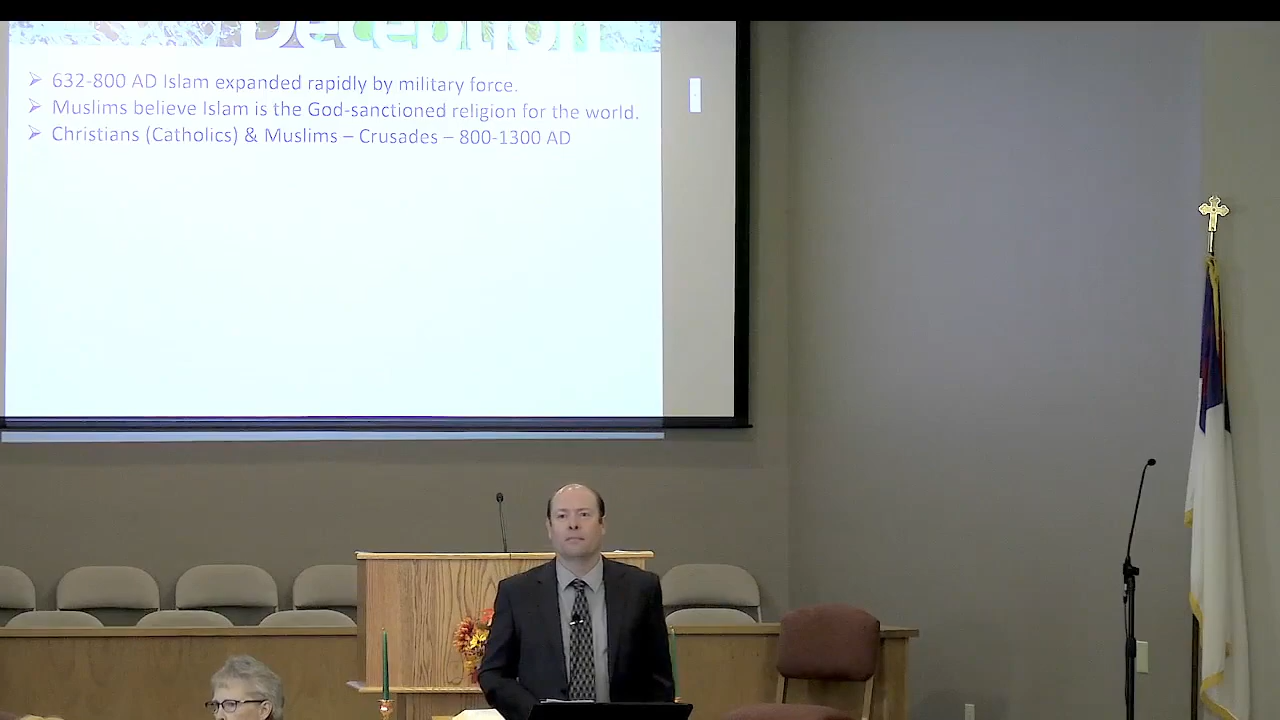 Deception
632-800 AD Islam expanded rapidly by military force.
Muslims believe Islam is the God-sanctioned religion for the world.
Christians (Catholics) & Muslims – Crusades – 800-1300 AD